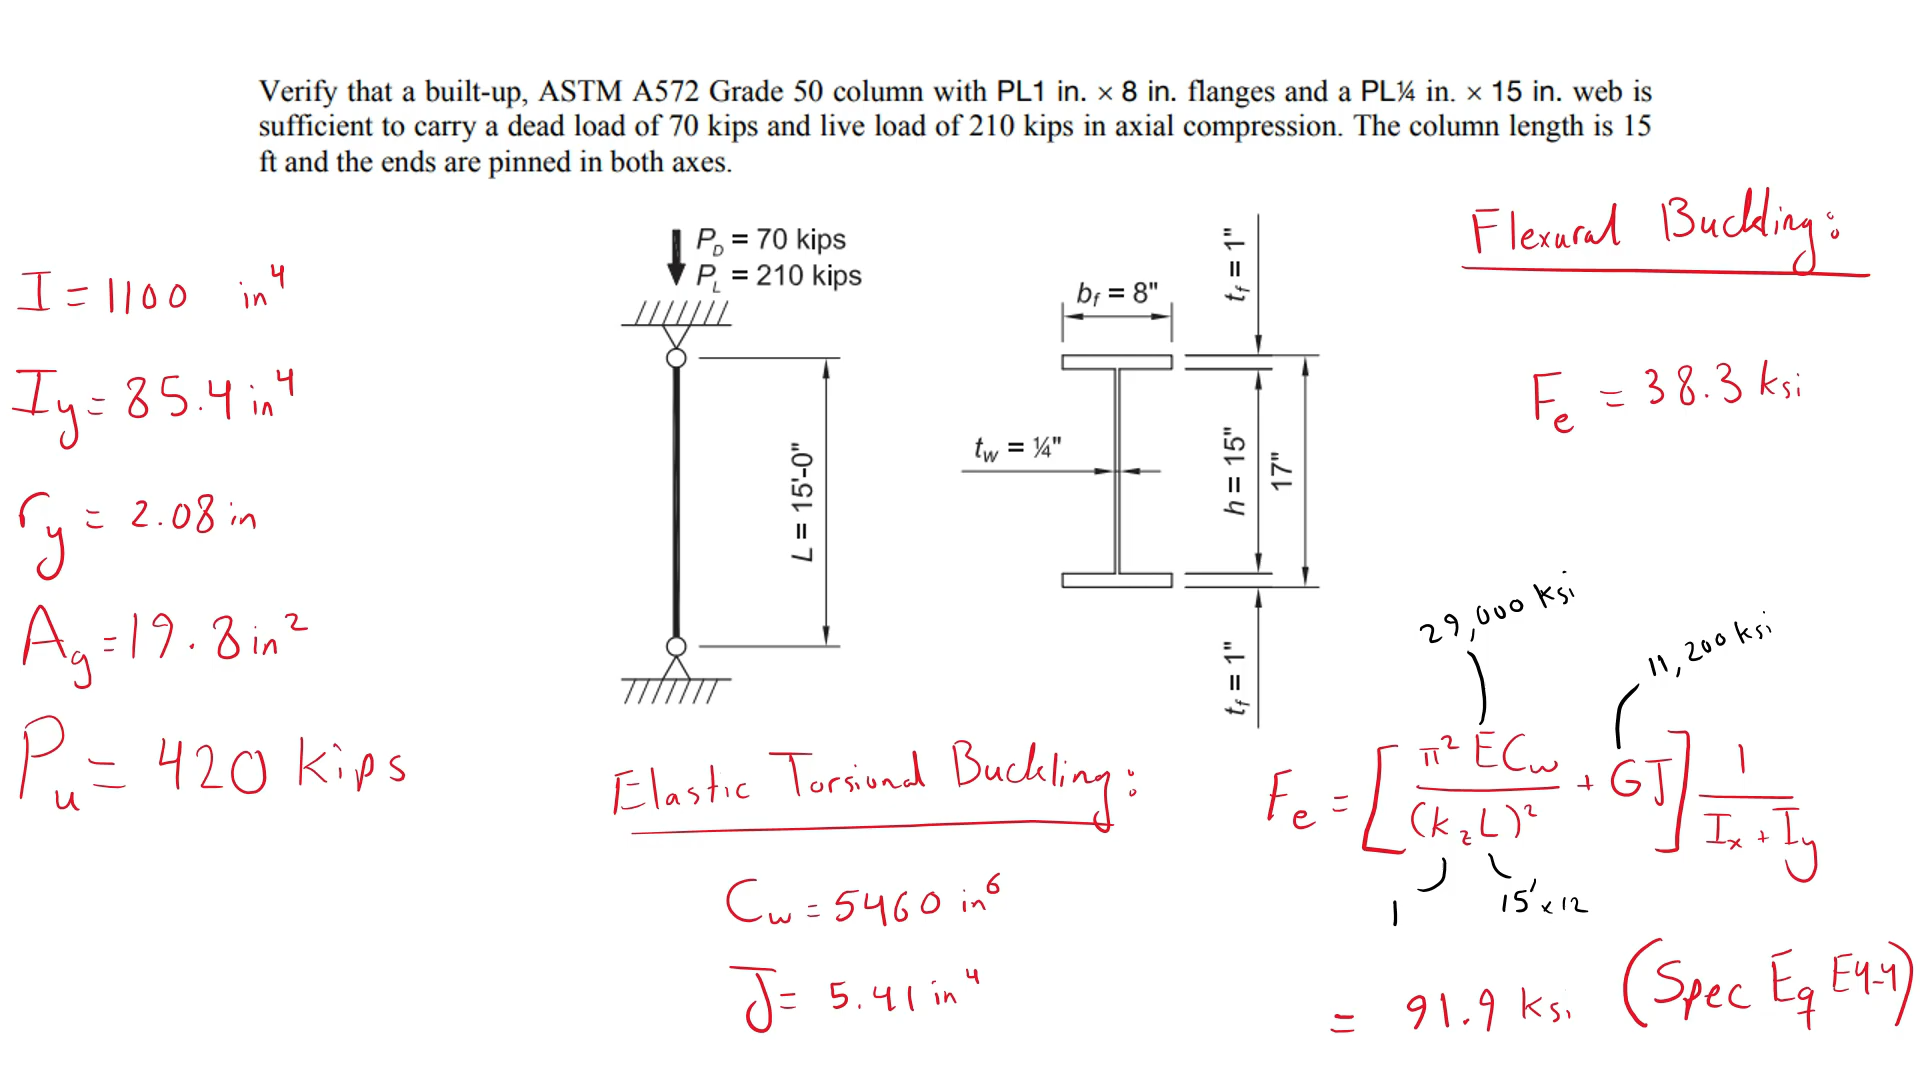 Verify that a built-up, ASTM A572 Grade 50 column with PL1 in. × 8 in. flanges and a PL¼ in. × 15 in. web is
sufficient to carry a dead load of 70 kips and live load of 210 kips in axial compression. The column length is 15
ft and the ends are pinned in both axes.
I = 1100 in⁴
I_y = 85.4 in⁴
r_y = 2.08 in
A_g = 19.8 in²
P_u = 420 kips
P_D = 70 kips
P_L = 210 kips
L = 15'-0"
b_f = 8"
t_f = 1"
t_w = ¼"
h = 15"
17"
t_f = 1"
Flexural Buckling:
F_e = 38.3 ksi
Elastic Torsional Buckling:
C_w = 5460 in⁶
J = 5.41 in⁴
29,000 ksi
11,200 ksi
F_e = [π² E C_w / (k_z L)² + GJ] 1 / (I_x + I_y)
1
15' × 12
= 91.9 ksi (Spec Eq E4-4)